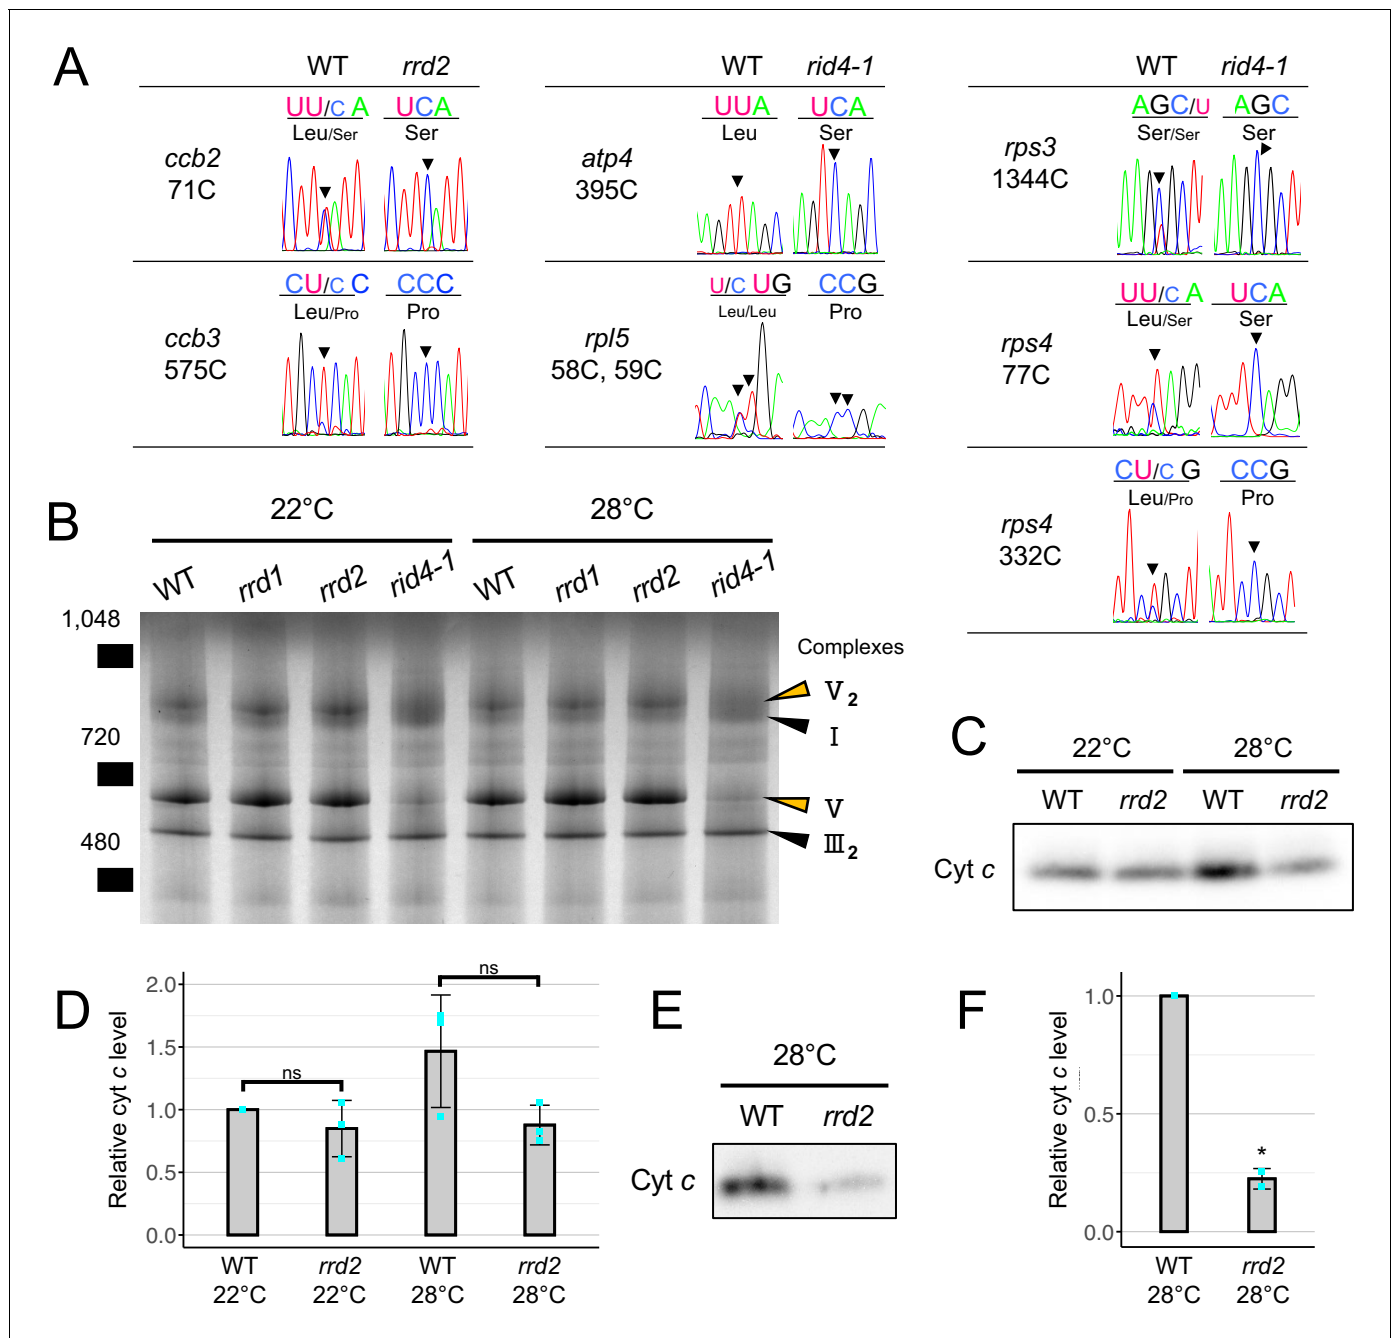 A
WT rrd2
UU/C A UCA
Leu/Ser Ser
ccb2
71C
CU/C C CCC
Leu/Pro Pro
ccb3
575C
WT rid4-1
UUA UCA
Leu Ser
atp4
395C
U/C UG CCG
Leu/Leu Pro
rpl5
58C, 59C
WT rid4-1
AGC/U AGC
Ser/Ser Ser
rps3
1344C
UU/C A UCA
Leu/Ser Ser
rps4
77C
CU/C G CCG
Leu/Pro Pro
rps4
332C
B
22°C 28°C
WT rrd1 rrd2 rid4-1 WT rrd1 rrd2 rid4-1
1,048
720
480
Complexes
V2
I
V
III2
C
22°C 28°C
WT rrd2 WT rrd2
Cyt c
D
Relative cyt c level
2.0
1.5
1.0
0.5
0.0
ns
ns
WT rrd2 WT rrd2
22°C 22°C 28°C 28°C
E
28°C
WT rrd2
Cyt c
F
Relative cyt c level
1.0
0.5
0.0
*
WT rrd2
28°C 28°C